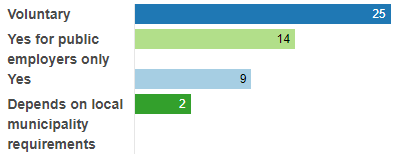 Voluntary 25
Yes for public
employers only 14
Yes 9
Depends on local 2
municipality
requirements